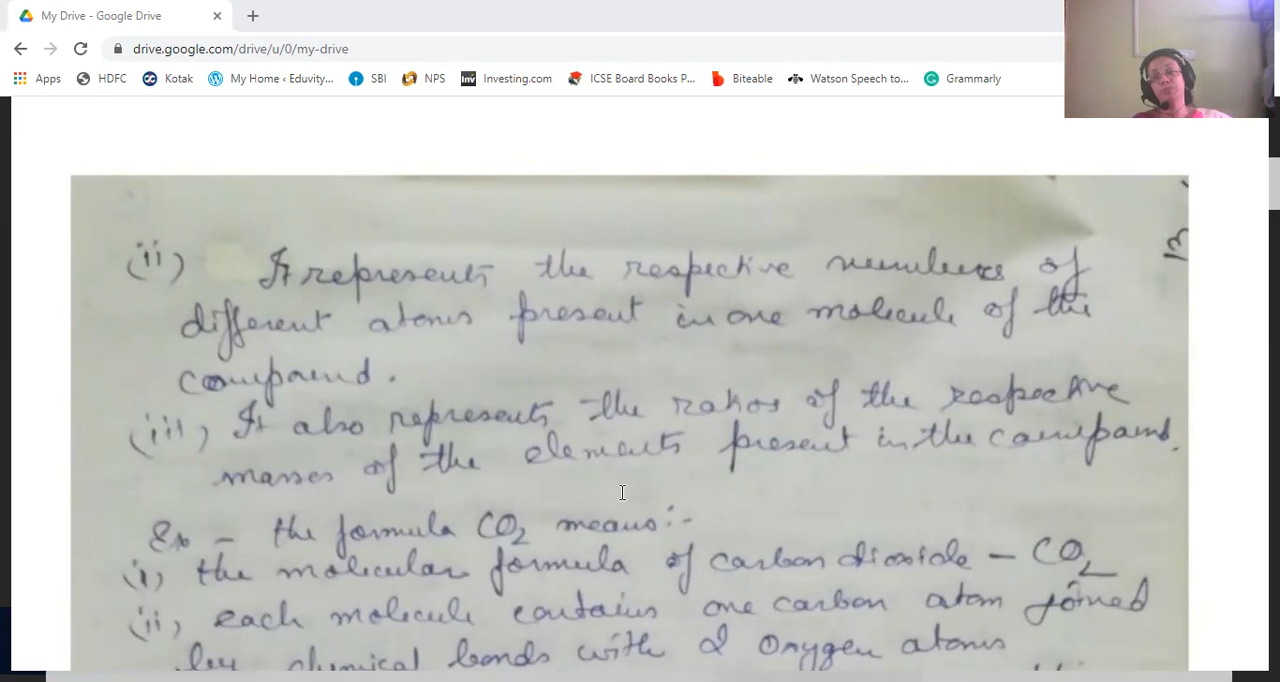 My Drive - Google Drive
drive.google.com/drive/u/0/my-drive
Apps HDFC Kotak My Home ‹ Eduvity... SBI NPS Inv Investing.com ICSE Board Books P... Biteable Watson Speech to... Grammarly
(ii) It represents the respective numbers of
different atoms present in one molecule of the
compound.
(iii) It also represents the ratios of the respective
masses of the elements present in the compound.
Ex - the formula CO2 means:-
(i) the molecular formula of carbon dioxide - CO2
(ii) each molecule contains one carbon atom joined
by chemical bonds with 2 Oxygen atoms